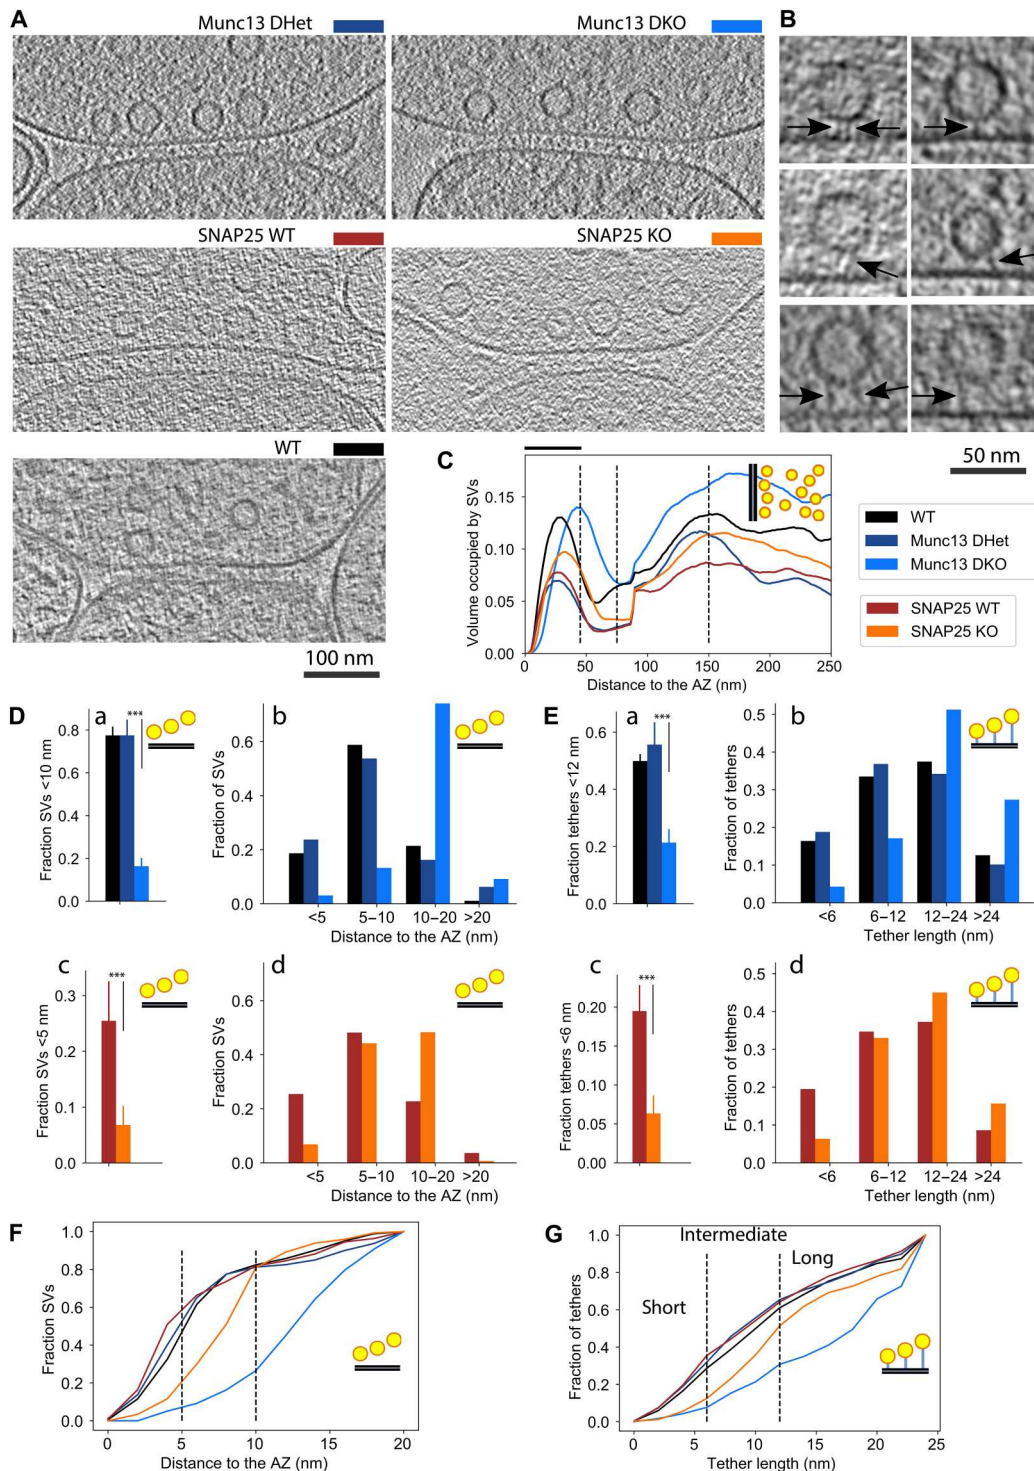 A
Munc13 DHet
Munc13 DKO
B
SNAP25 WT
SNAP25 KO
WT
100 nm
50 nm
C
Volume occupied by SVs
0.15
0.10
0.05
0.00
0 50 100 150 200 250
Distance to the AZ (nm)
WT
Munc13 DHet
Munc13 DKO
SNAP25 WT
SNAP25 KO
D
a
***
Fraction SVs <10 nm
0.8
0.6
0.4
0.2
0.0
b
Fraction of SVs
0.6
0.4
0.2
0.0
<5 5–10 10–20 >20
Distance to the AZ (nm)
E
a
***
Fraction tethers <12 nm
0.6
0.4
0.2
0.0
b
Fraction of tethers
0.5
0.4
0.3
0.2
0.1
0.0
<6 6–12 12–24 >24
Tether length (nm)
c
***
Fraction SVs <5 nm
0.3
0.2
0.1
0.0
d
Fraction of SVs
0.6
0.4
0.2
0.0
<5 5–10 10–20 >20
Distance to the AZ (nm)
c
***
Fraction tethers <6 nm
0.20
0.15
0.10
0.05
0.00
d
Fraction of tethers
0.5
0.4
0.3
0.2
0.1
0.0
<6 6–12 12–24 >24
Tether length (nm)
F
Fraction SVs
1.0
0.8
0.6
0.4
0.2
0.0
0 5 10 15 20
Distance to the AZ (nm)
G
Intermediate
Long
Short
Fraction of tethers
1.0
0.8
0.6
0.4
0.2
0.0
0 5 10 15 20 25
Tether length (nm)